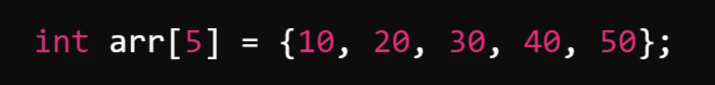 int arr[5] = {10, 20, 30, 40, 50};